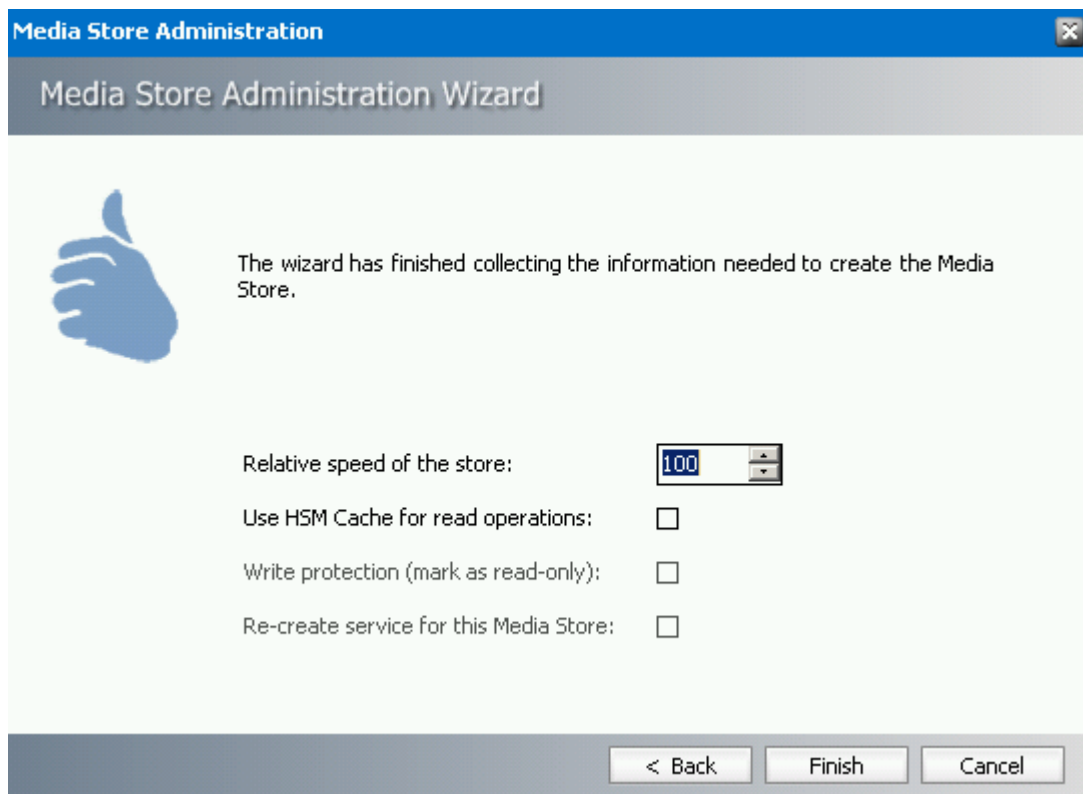 Media Store Administration
Media Store Administration Wizard
The wizard has finished collecting the information needed to create the Media
Store.
Relative speed of the store: 100
Use HSM Cache for read operations:
Write protection (mark as read-only):
Re-create service for this Media Store:
< Back Finish Cancel